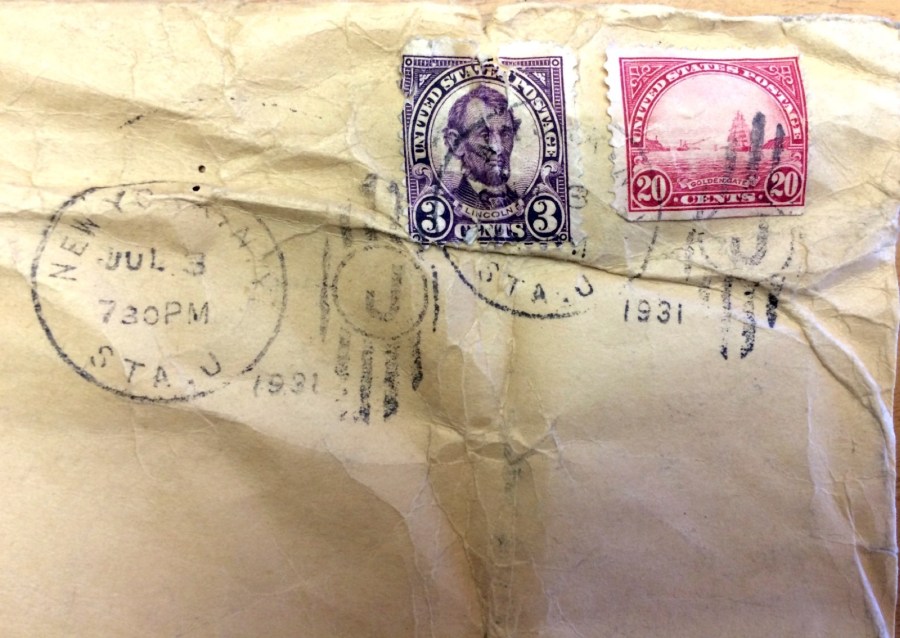 UNITED STATES POSTAGE
LINCOLN
3 CENTS 3
UNITED STATES POSTAGE
GOLDEN GATE
20 CENTS 20
NEW YORK, N.Y.
JUL 3
730PM
STA. U
1931
U
STA. U
1931
U